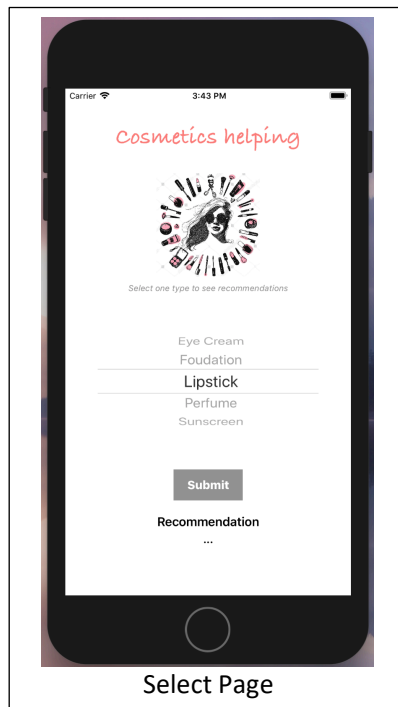 Carrier 3:43 PM
Cosmetics helping
Select one type to see recommendations
Eye Cream
Foudation
Lipstick
Perfume
Sunscreen
Submit
Recommendation
...
Select Page